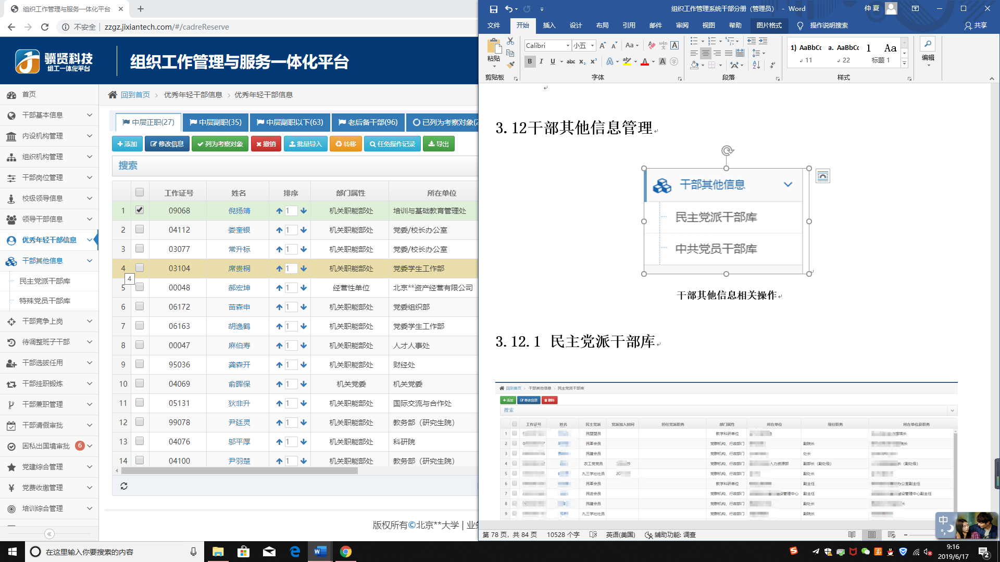 组织工作管理与服务一体化平台
不安全 zzgz.jixiantech.com/#/cadreReserve
骥贤科技
组工一体化平台
组织工作管理与服务一体化平台
首页
干部基本信息
内设机构管理
组织机构管理
干部岗位管理
校级领导信息
领导干部信息
优秀年轻干部信息
干部其他信息
民主党派干部库
特殊党员干部库
干部竞争上岗
待调整班子干部
干部选拔任用
干部挂职锻炼
干部兼职管理
干部请假审批
因私出国境审批 6
党建综合管理
党费收缴管理
培训综合管理
回到首页 > 优秀年轻干部信息 > 优秀年轻干部信息
中层正职(27) 中层副职(35) 中层副职以下(63) 老后备干部(96) 已列为考察对象(2
添加 修改信息 列为考察对象 撤销 批量导入 转移 任免操作记录 导出
搜索
工作证号 姓名 排序 部门属性 所在单位
1 09068 倪扬靖 1 机关职能部处 培训与基础教育管理处
2 04112 娄奎银 1 机关职能部处 党委/校长办公室
3 03077 常升标 1 机关职能部处 党委/校长办公室
4 03104 席贵桐 1 机关职能部处 党委学生工作部
4
5 00048 郝宏坤 1 经营性单位 北京**资产经营有限公司
6 06172 苗森申 1 机关职能部处 党委组织部
7 06163 胡逸鹤 1 机关职能部处 党委学生工作部
8 00047 麻伯寿 1 机关职能部处 人才人事处
9 95036 龚森开 1 机关职能部处 财经处
10 04069 俞晖保 1 机关党委 机关党委
11 05131 狄非升 1 机关职能部处 国际交流与合作处
12 99078 尹廷灵 1 机关职能部处 教务部（研究生院）
13 04076 邬平厚 1 机关职能部处 科研院
14 04100 尹羽楚 1 机关职能部处 教务部（研究生院）
版权所有©北京**大学 | 业务
组织工作管理系统干部分册（管理员） - Word
仲 夏
文件 开始 插入 设计 布局 引用 邮件 审阅 视图 帮助 图片格式 操作说明搜索 共享
粘贴
剪贴板
Calibri 小五
B I U abc x₂ x² A
字体
段落
1) AaBbCc a. AaBbCc 1 Aa
11 22 标题 1
样式
编辑
3.12干部其他信息管理
干部其他信息
民主党派干部库
中共党员干部库
干部其他信息相关操作
3.12.1 民主党派干部库
回到首页 > 干部其他信息 > 民主党派干部库
添加 修改信息 删除
搜索
工作证号 姓名 民主党派 党派加入时间 担任党派职务 部门属性 所在单位 现任职务 所在单位及职务
1 民盟盟员 教学科研单位
2 民革会员 党群机构、行政部门 副院长
3 民建会员 党群机构、行政部门 处长
4 农工党党员 党群机构、行政部门 人力资源部 副部长（副处级）
5 九三学社社员 20 党群机构、行政部门 副处长
6 民革会员 教学科研单位 副主任 办公室副主任
7 民进会员 党群机构、行政部门 设管理中心 副主任 设管理中心副主任
8 民建会员 党群机构、行政部门 副处长
9 九三学社社员 党群机构、行政部门 副院长
第 78 页，共 84 页 10528 个字 英语(美国) 辅助功能: 调查
中
在这里输入你要搜索的内容
9:16
2019/6/17
2